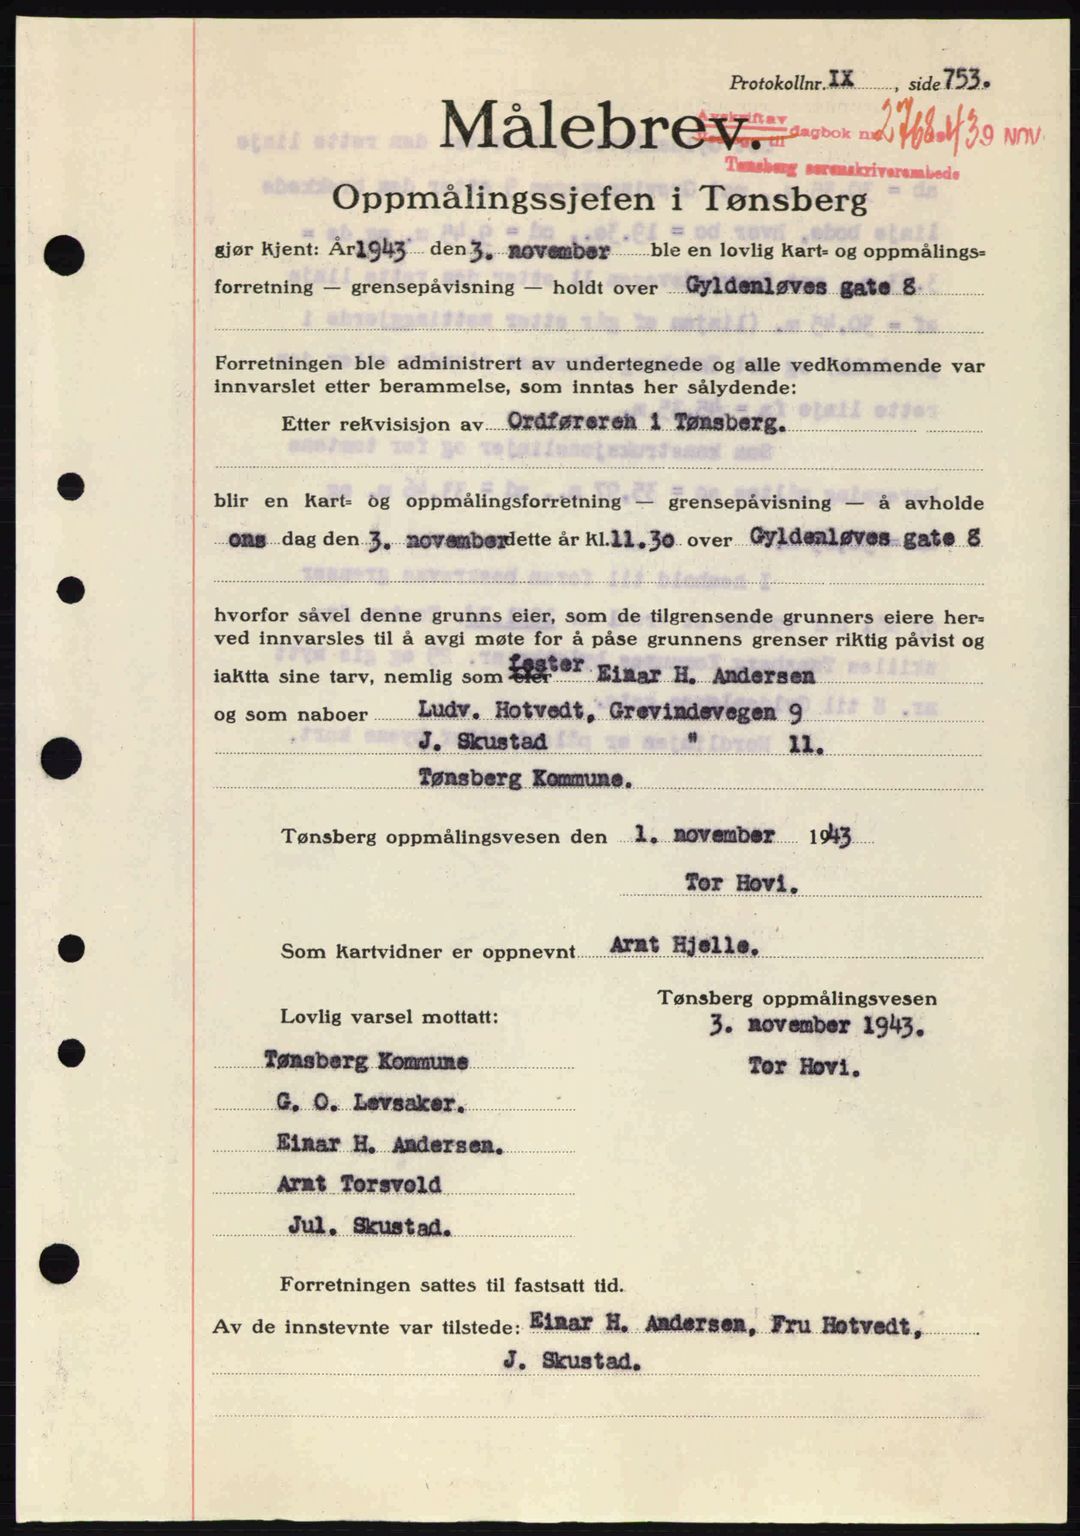 Protokollnr. IX, side 753.
Målebrev.
Avskrift av
dagbok nr. 2768-43 9 NOV.
Tønsberg sorenskriverembede
Oppmålingssjefen i Tønsberg
gjør kjent: År 1943 den 3. november ble en lovlig kart= og oppmålings=
forretning — grensepåvisning — holdt over Gyldenløves gate 8
Forretningen ble administrert av undertegnede og alle vedkommende var
innvarslet etter berammelse, som inntas her sålydende:
Etter rekvisisjon av Ordføreren i Tønsberg.
blir en kart= og oppmålingsforretning — grensepåvisning — å avholde
ons dag den 3. november dette år kl. 11.30 over Gyldenløves gate 8
hvorfor såvel denne grunns eier, som de tilgrensende grunners eiere her=
ved innvarsles til å avgi møte for å påse grunnens grenser riktig påvist og
fester
iaktta sine tarv, nemlig som eier Einar H. Andersen
og som naboer Ludv. Hotvedt, Grevindevegen 9
J. Skustad " 11.
Tønsberg Kommune.
Tønsberg oppmålingsvesen den 1. november 1943
Tor Hovi.
Som kartvidner er oppnevnt Arnt Hjelle.
Tønsberg oppmålingsvesen
Lovlig varsel mottatt:
3. november 1943.
Tønsberg Kommune
Tor Hovi.
G. O. Løvsaker.
Einar H. Andersen.
Arnt Torsvold
Jul. Skustad.
Forretningen sattes til fastsatt tid.
Av de innstevnte var tilstede: Einar H. Andersen, Fru Hotvedt,
J. Skustad.